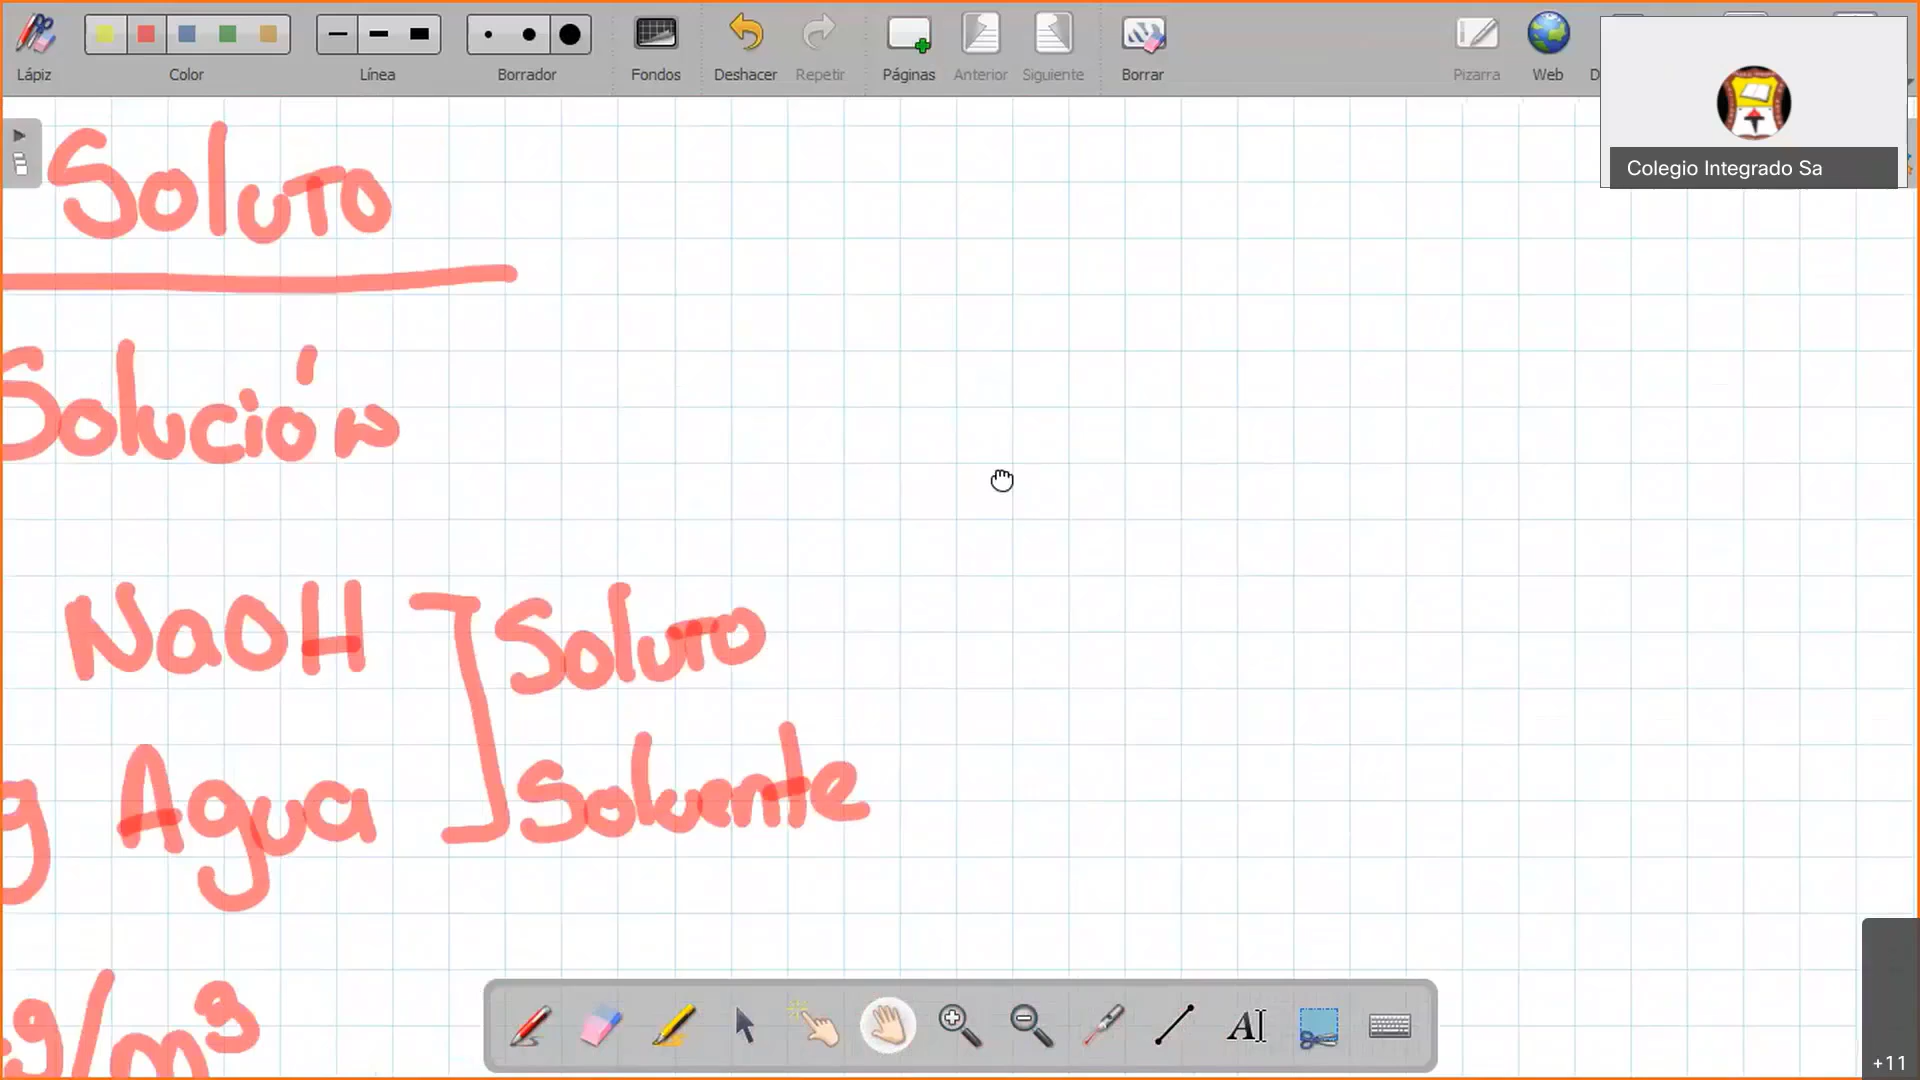 Lápiz Color Línea Borrador Fondos Deshacer Repetir Páginas Anterior Siguiente Borrar Pizarra Web D
Colegio Integrado Sa
Soluto
Solución
NaOH Soluto
g Agua Solvente
g/m³
+11